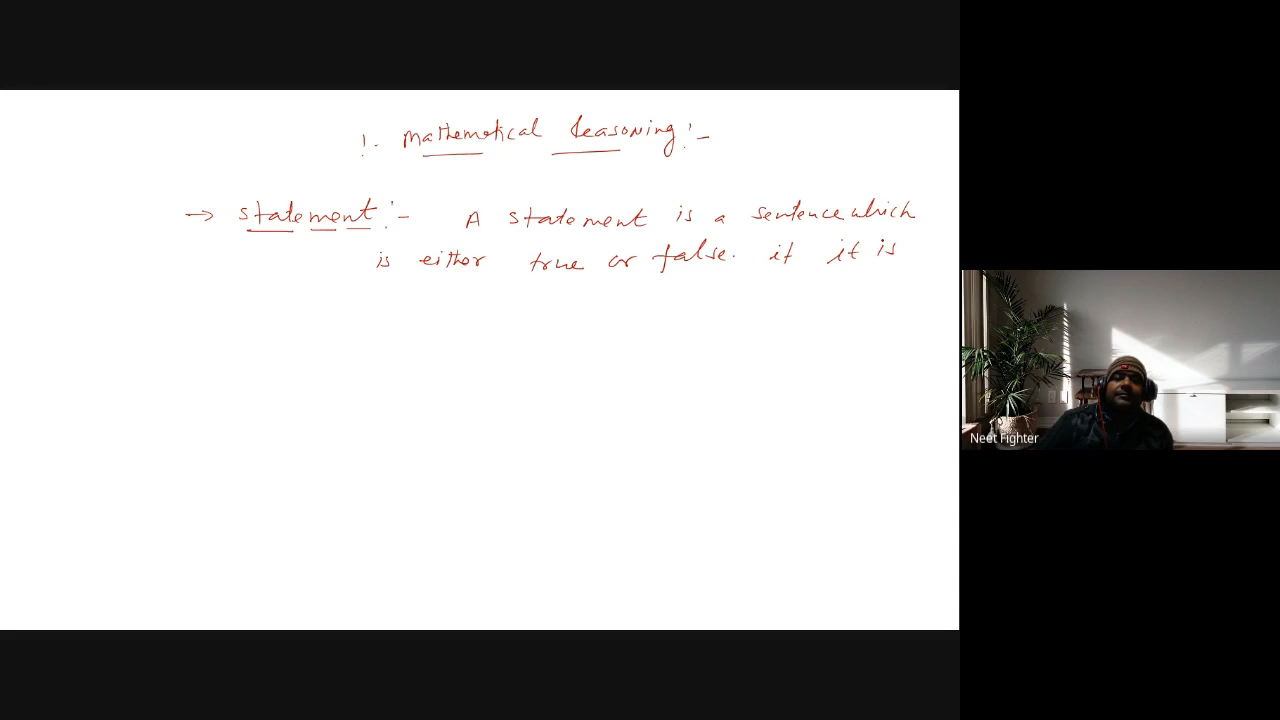 1. Mathematical Reasoning :-
→ statement :- A statement is a sentence which
is either true or false. if it is
Neet Fighter